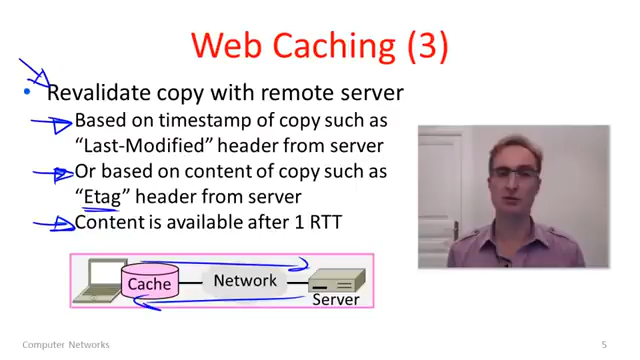 Web Caching (3)
• Revalidate copy with remote server
Based on timestamp of copy such as
“Last-Modified” header from server
Or based on content of copy such as
“Etag” header from server
Content is available after 1 RTT
Cache
Network
Server
Computer Networks
5